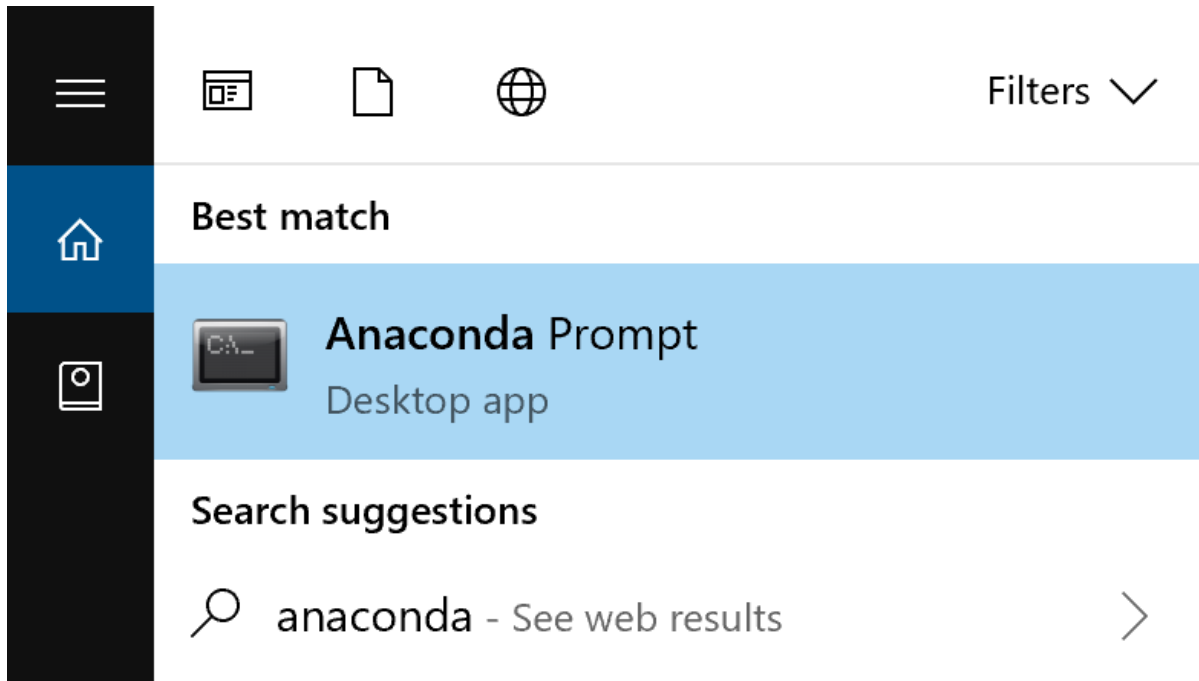 Filters
Best match
C:\_
Anaconda Prompt
Desktop app
Search suggestions
anaconda - See web results